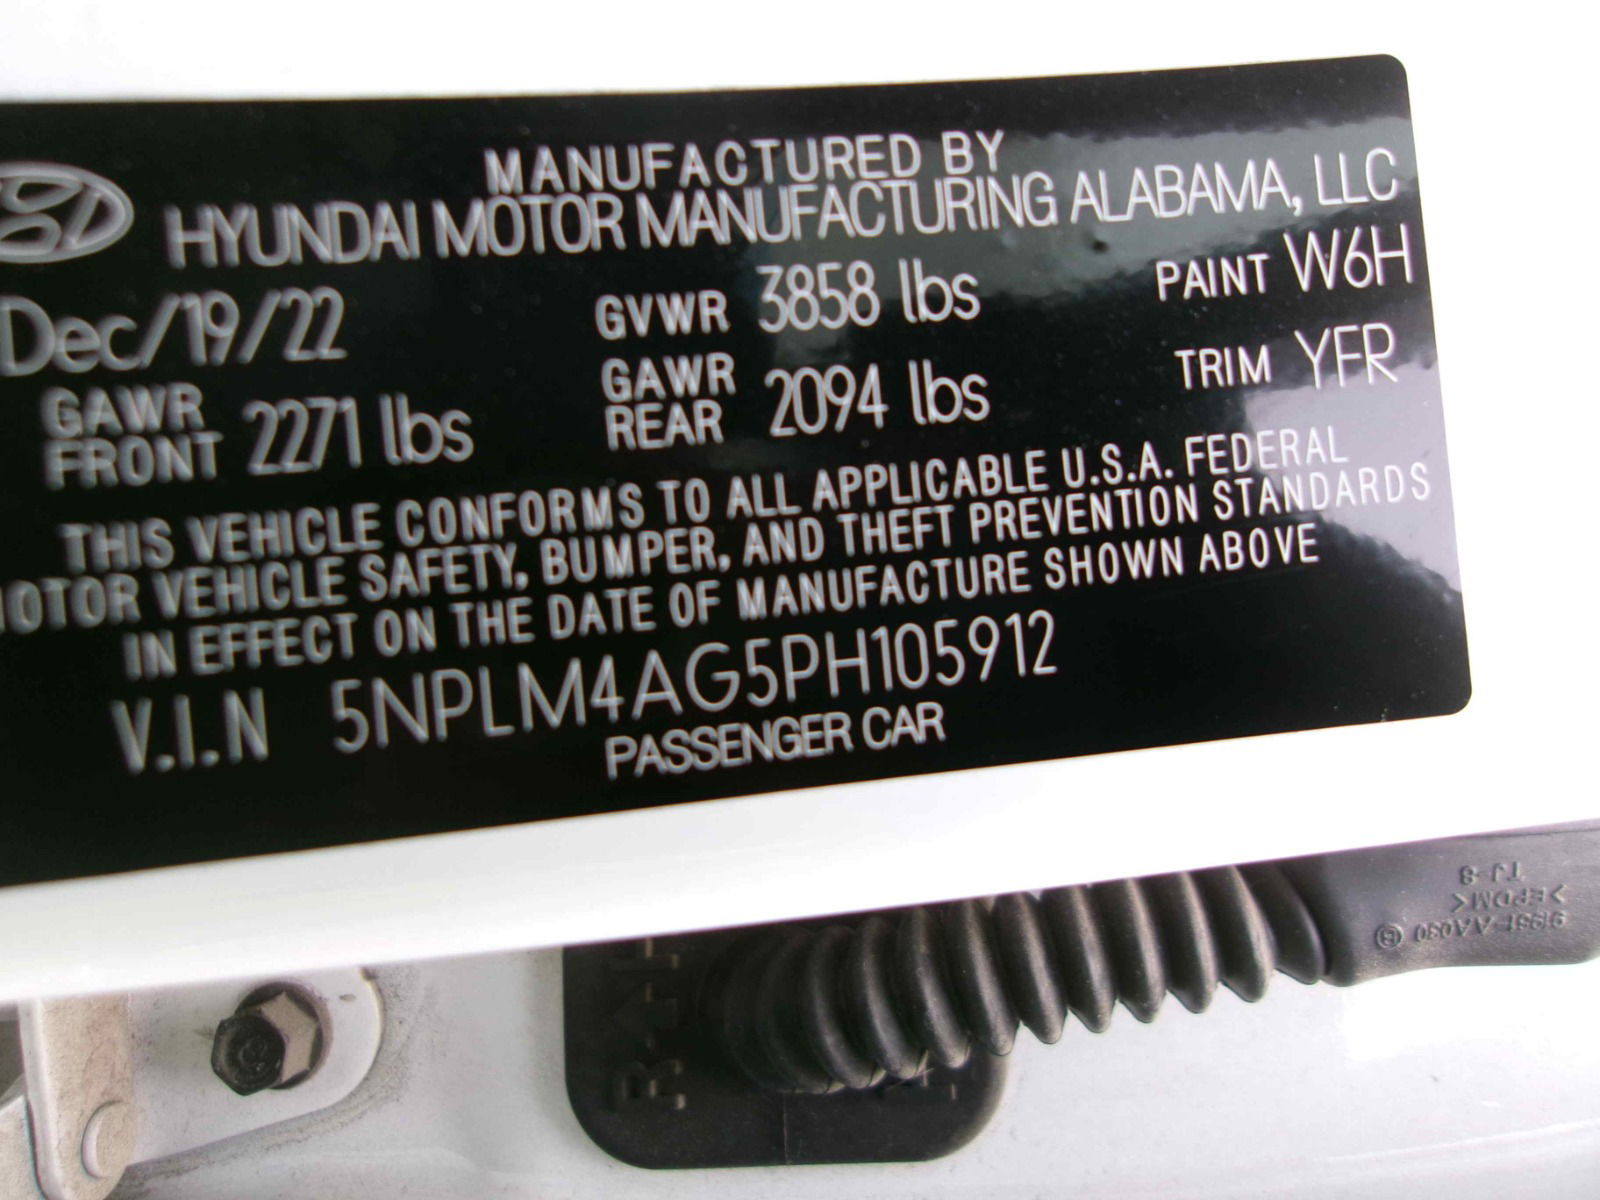 MANUFACTURED BY
HYUNDAI MOTOR MANUFACTURING ALABAMA, LLC
Dec/19/22 GVWR 3858 lbs PAINT W6H
GAWR FRONT 2271 lbs GAWR REAR 2094 lbs TRIM YFR
THIS VEHICLE CONFORMS TO ALL APPLICABLE U.S.A. FEDERAL
MOTOR VEHICLE SAFETY, BUMPER, AND THEFT PREVENTION STANDARDS
IN EFFECT ON THE DATE OF MANUFACTURE SHOWN ABOVE
V.I.N 5NPLM4AG5PH105912
PASSENGER CAR
TJ-S
>EPDM<